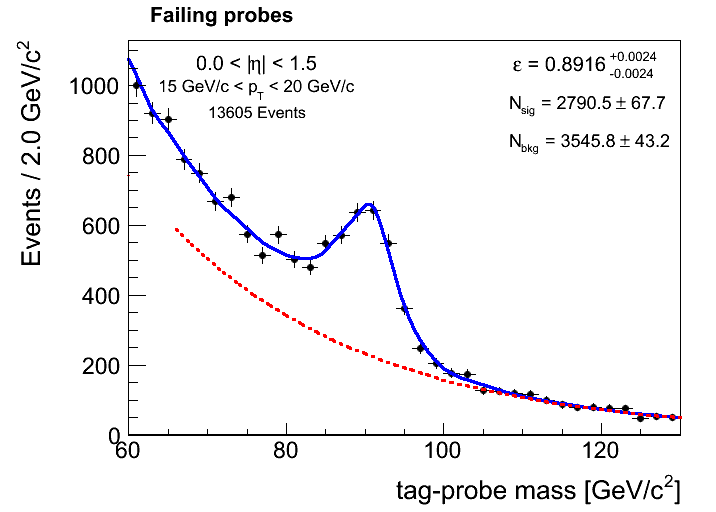 Failing probes
0.0 < |η| < 1.5
15 GeV/c < p_T < 20 GeV/c
13605 Events
ε = 0.8916 +0.0024 -0.0024
N_sig = 2790.5 ± 67.7
N_bkg = 3545.8 ± 43.2
Events / 2.0 GeV/c²
1000
800
600
400
200
0
60 80 100 120
tag-probe mass [GeV/c²]